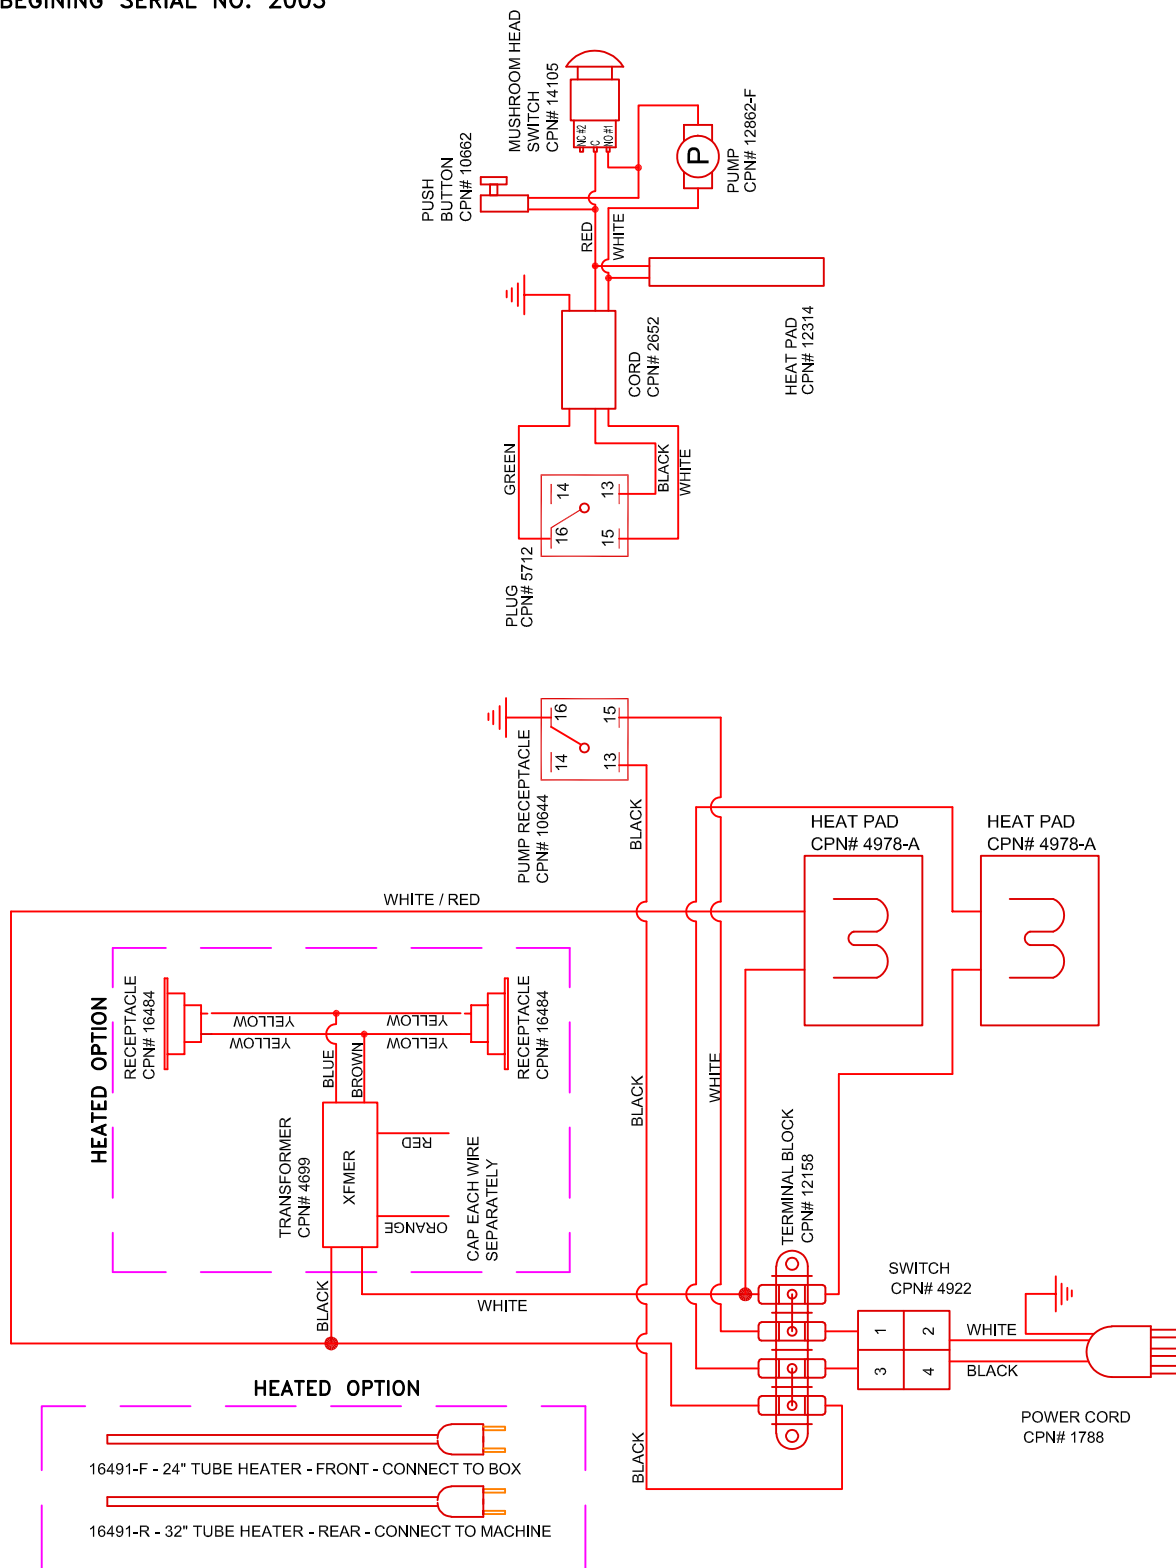 BEGINING SERIAL NO. 2005
MUSHROOM HEAD
SWITCH
CPN# 14105
NC #2
C
NO #1
PUSH
BUTTON
CPN# 10662
P
PUMP
CPN# 12862-F
RED
WHITE
CORD
CPN# 2652
HEAT PAD
CPN# 12314
GREEN
BLACK
WHITE
14
13
16
15
PLUG
CPN# 5712
16
15
14
13
PUMP RECEPTACLE
CPN# 10644
BLACK
HEAT PAD
CPN# 4978-A
HEAT PAD
CPN# 4978-A
WHITE / RED
HEATED OPTION
RECEPTACLE
CPN# 16484
YELLOW
YELLOW
YELLOW
YELLOW
RECEPTACLE
CPN# 16484
BLUE
BROWN
TRANSFORMER
CPN# 4699
XFMER
RED
ORANGE
CAP EACH WIRE
SEPARATELY
BLACK
WHITE
TERMINAL BLOCK
CPN# 12158
BLACK
WHITE
SWITCH
CPN# 4922
1
2
3
4
WHITE
BLACK
POWER CORD
CPN# 1788
BLACK
HEATED OPTION
16491-F - 24" TUBE HEATER - FRONT - CONNECT TO BOX
16491-R - 32" TUBE HEATER - REAR - CONNECT TO MACHINE